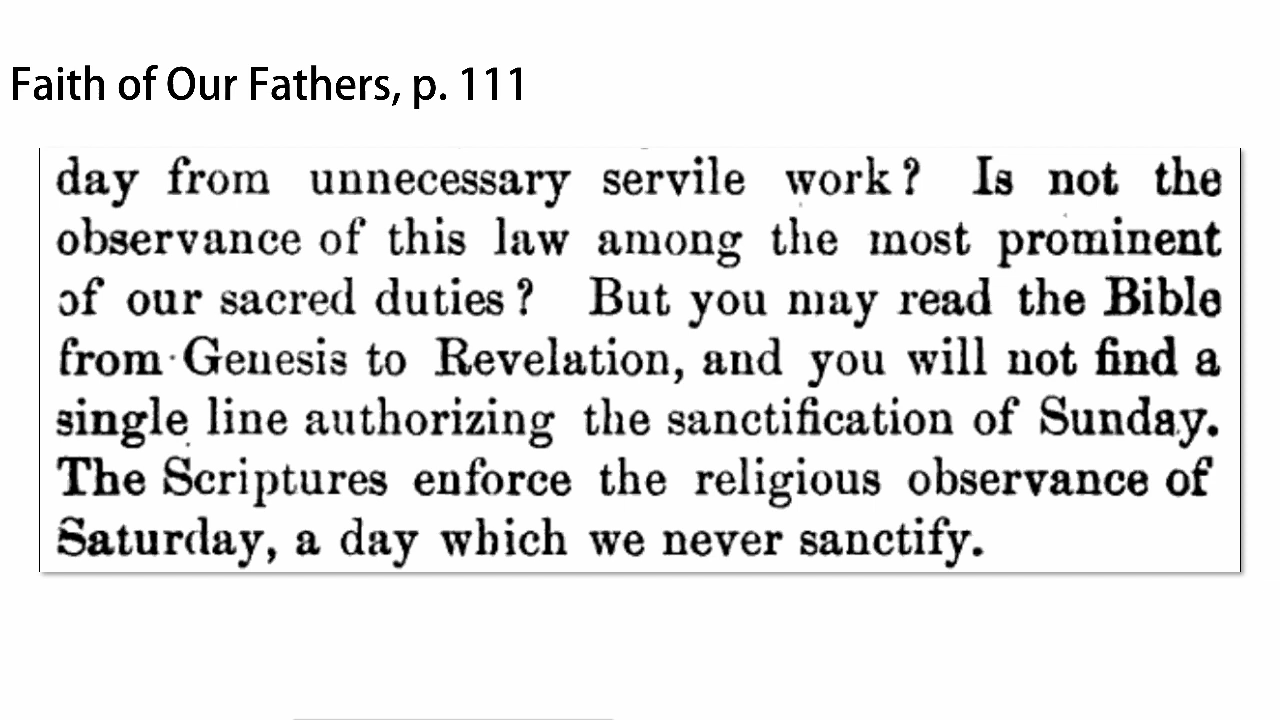 Faith of Our Fathers, p. 111
day from unnecessary servile work? Is not the
observance of this law among the most prominent
of our sacred duties? But you may read the Bible
from Genesis to Revelation, and you will not find a
single line authorizing the sanctification of Sunday.
The Scriptures enforce the religious observance of
Saturday, a day which we never sanctify.